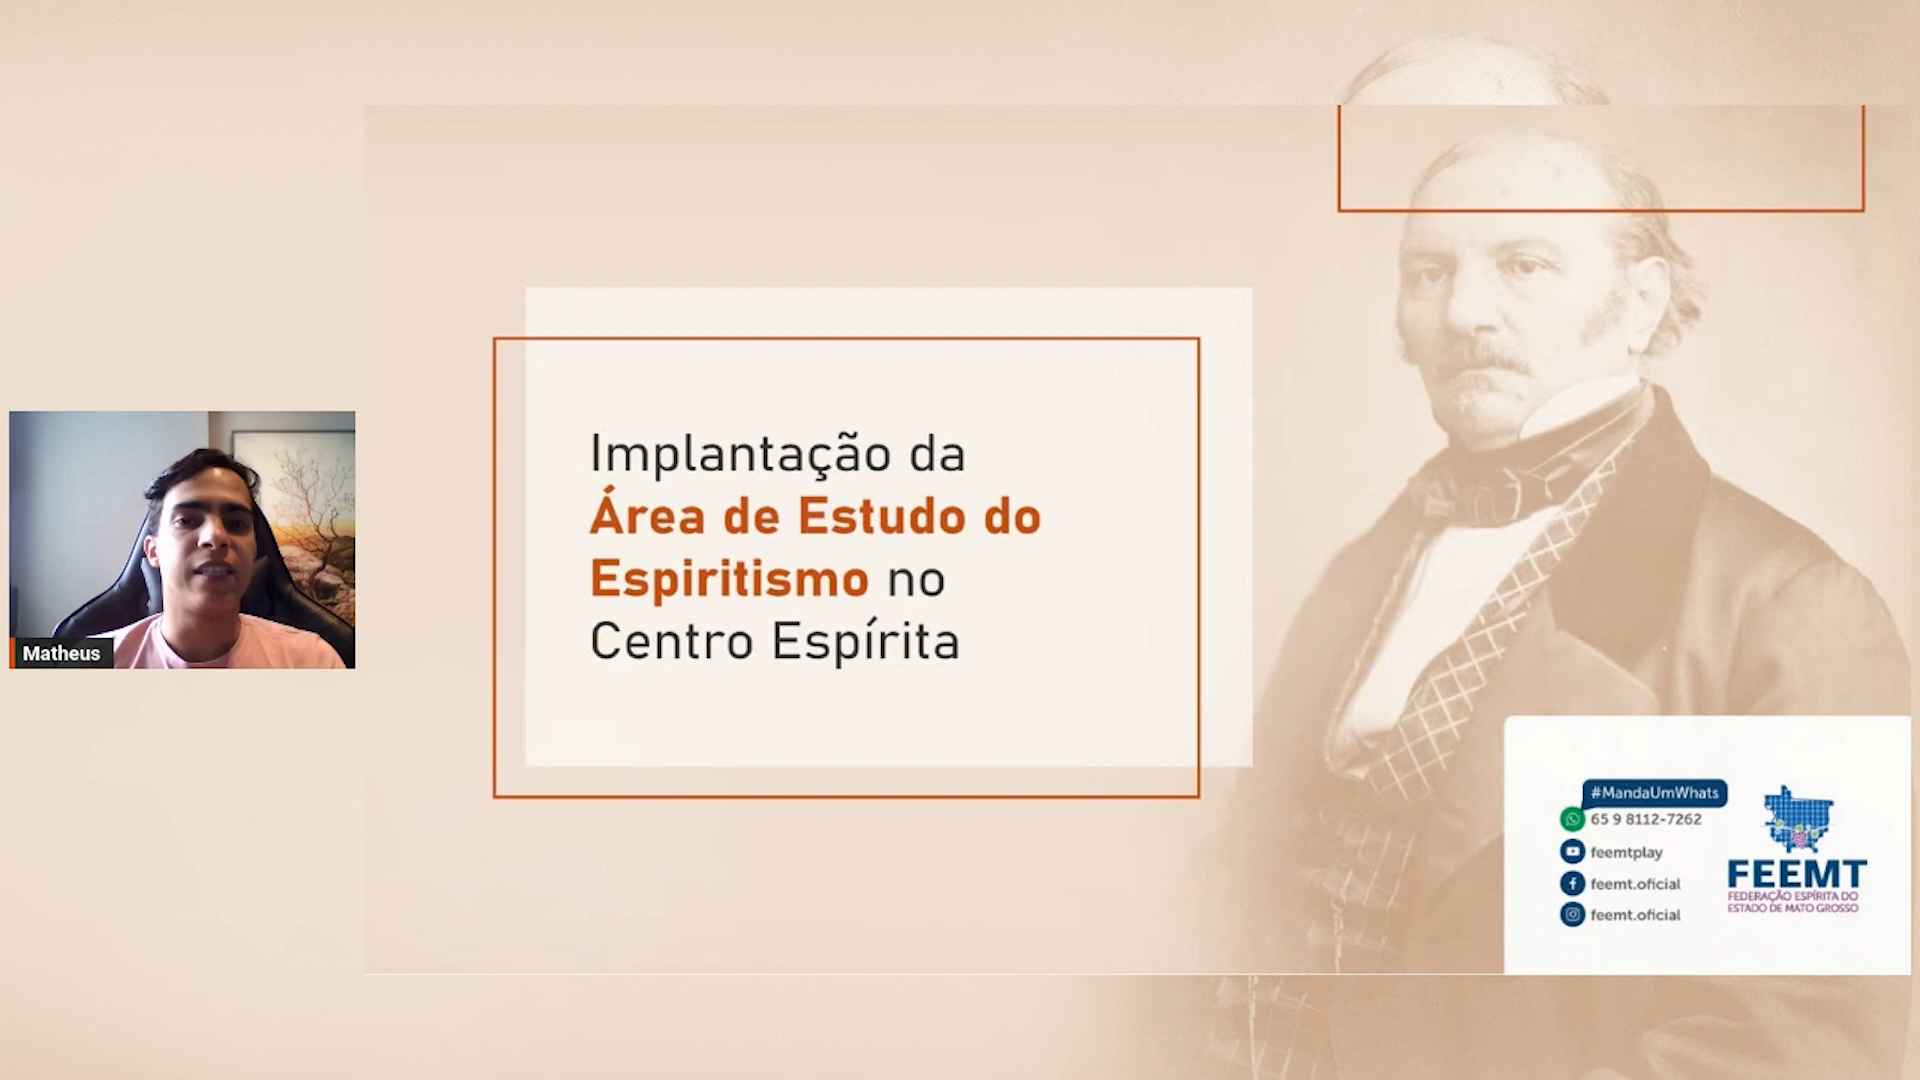 Implantação da
Área de Estudo do
Espiritismo no
Centro Espírita
Matheus
#MandaUmWhats
65 9 8112-7262
feemtplay
feemt.oficial
feemt.oficial
FEEMT
FEDERAÇÃO ESPÍRITA DO
ESTADO DE MATO GROSSO